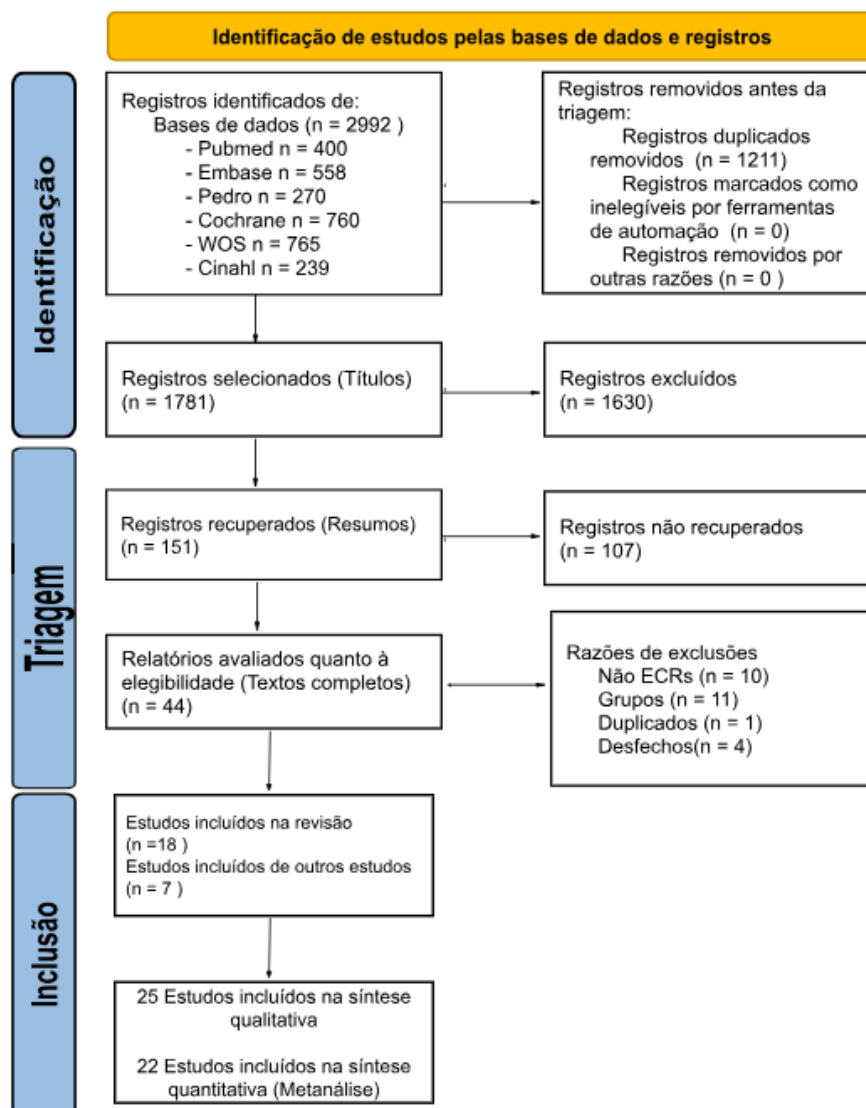 Identificação de estudos pelas bases de dados e registros
Identificação
Registros identificados de:
Bases de dados (n = 2992 )
- Pubmed n = 400
- Embase n = 558
- Pedro n = 270
- Cochrane n = 760
- WOS n = 765
- Cinahl n = 239
Registros removidos antes da
triagem:
Registros duplicados
removidos (n = 1211)
Registros marcados como
inelegíveis por ferramentas
de automação (n = 0)
Registros removidos por
outras razões (n = 0 )
Registros selecionados (Títulos)
(n = 1781)
Registros excluídos
(n = 1630)
Triagem
Registros recuperados (Resumos)
(n = 151)
Registros não recuperados
(n = 107)
Relatórios avaliados quanto à
elegibilidade (Textos completos)
(n = 44)
Razões de exclusões
Não ECRs (n = 10)
Grupos (n = 11)
Duplicados (n = 1)
Desfechos(n = 4)
Inclusão
Estudos incluídos na revisão
(n =18 )
Estudos incluídos de outros estudos
(n = 7 )
25 Estudos incluídos na síntese
qualitativa
22 Estudos incluídos na síntese
quantitativa (Metanálise)